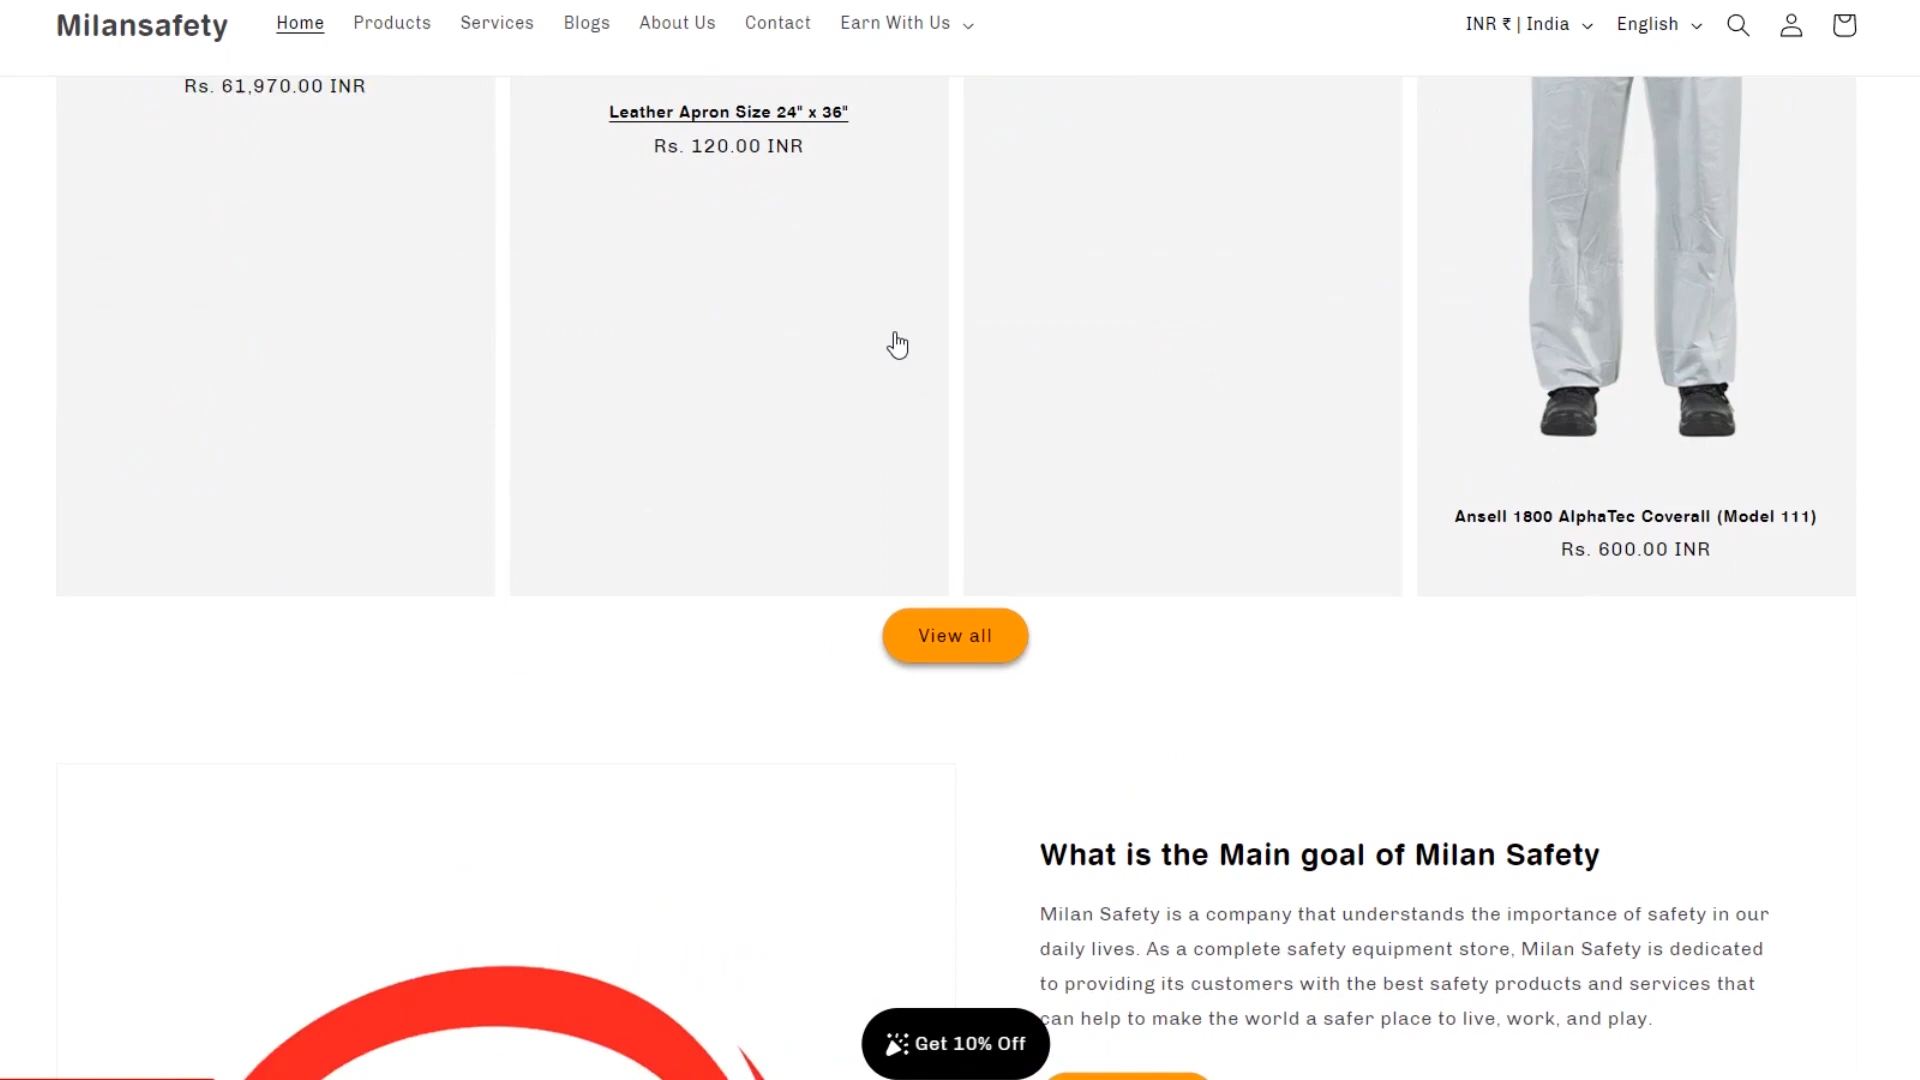 Milansafety
Home Products Services Blogs About Us Contact Earn With Us
INR ₹ | India English
Rs. 61,970.00 INR
Leather Apron Size 24" x 36"
Rs. 120.00 INR
Ansell 1800 AlphaTec Coverall (Model 111)
Rs. 600.00 INR
View all
What is the Main goal of Milan Safety
Milan Safety is a company that understands the importance of safety in our
daily lives. As a complete safety equipment store, Milan Safety is dedicated
to providing its customers with the best safety products and services that
can help to make the world a safer place to live, work, and play.
Get 10% Off